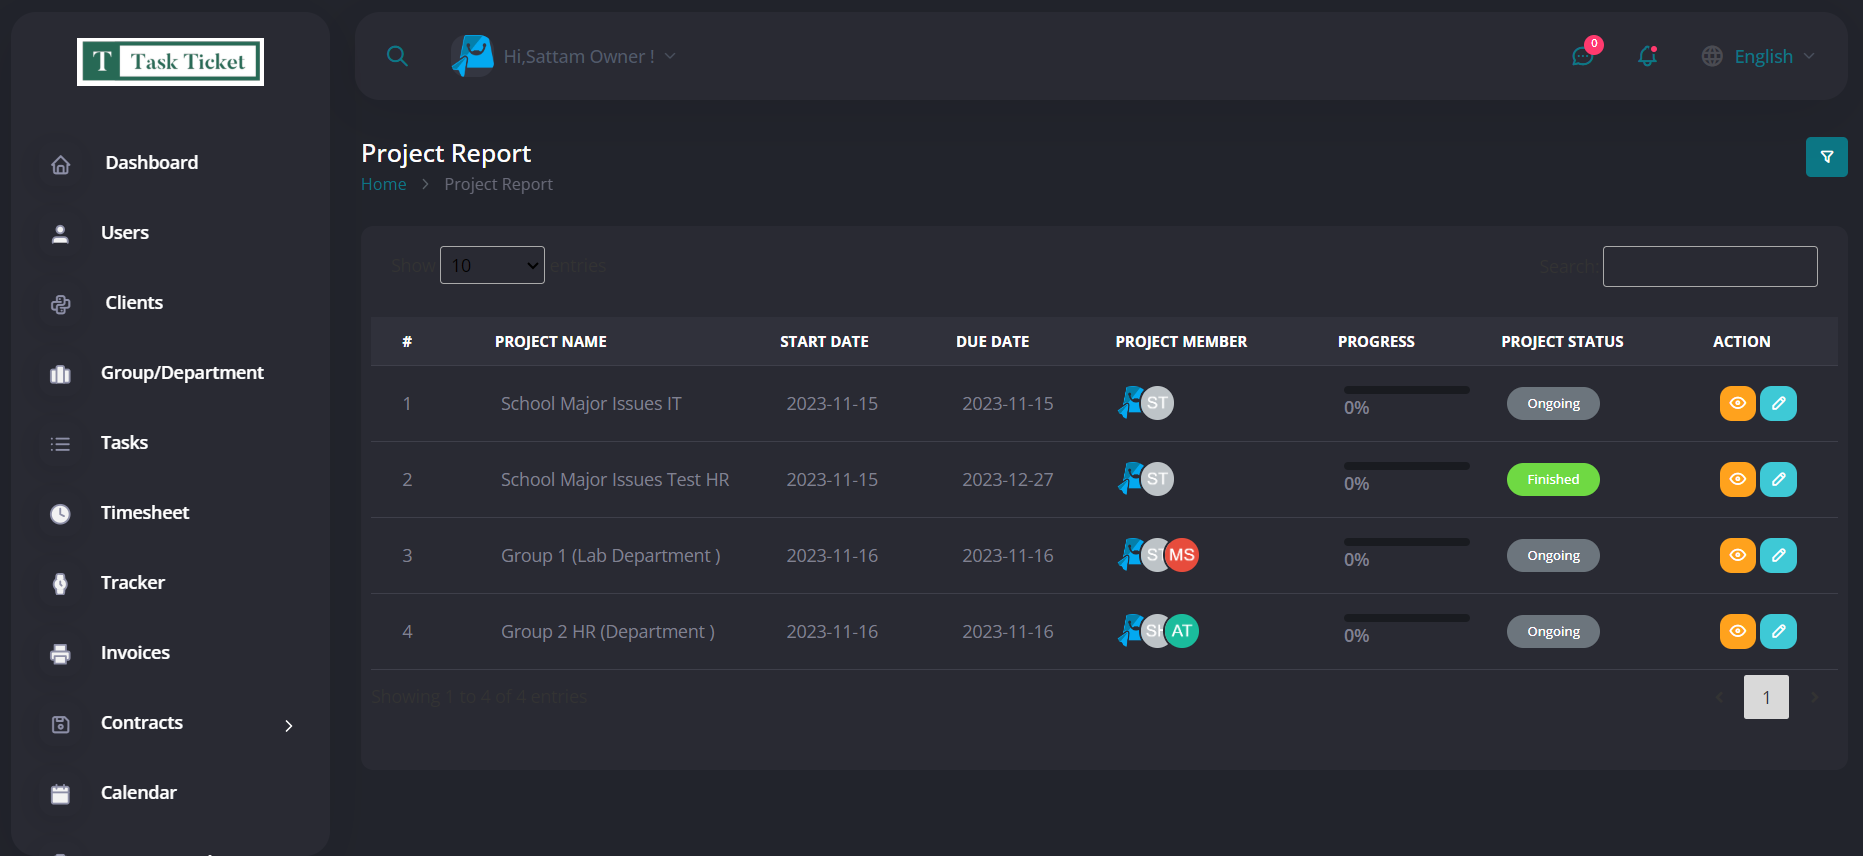 T Task Ticket
Dashboard
Users
Clients
Group/Department
Tasks
Timesheet
Tracker
Invoices
Contracts
Calendar
Hi,Sattam Owner !
0
English
Project Report
Home > Project Report
Show 10 entries
Search:
# PROJECT NAME START DATE DUE DATE PROJECT MEMBER PROGRESS PROJECT STATUS ACTION
1 School Major Issues IT 2023-11-15 2023-11-15 ST 0% Ongoing
2 School Major Issues Test HR 2023-11-15 2023-12-27 ST 0% Finished
3 Group 1 (Lab Department ) 2023-11-16 2023-11-16 ST MS 0% Ongoing
4 Group 2 HR (Department ) 2023-11-16 2023-11-16 AT 0% Ongoing
Showing 1 to 4 of 4 entries
1